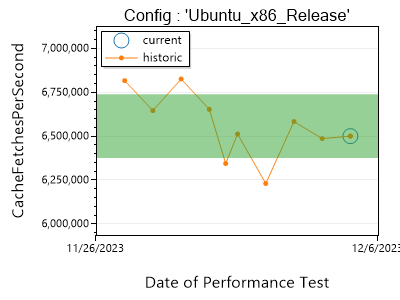 Config : 'Ubuntu_x86_Release'
current
historic
CacheFetchesPerSecond
7,000,000
6,750,000
6,500,000
6,250,000
6,000,000
11/26/2023
12/6/2023
Date of Performance Test